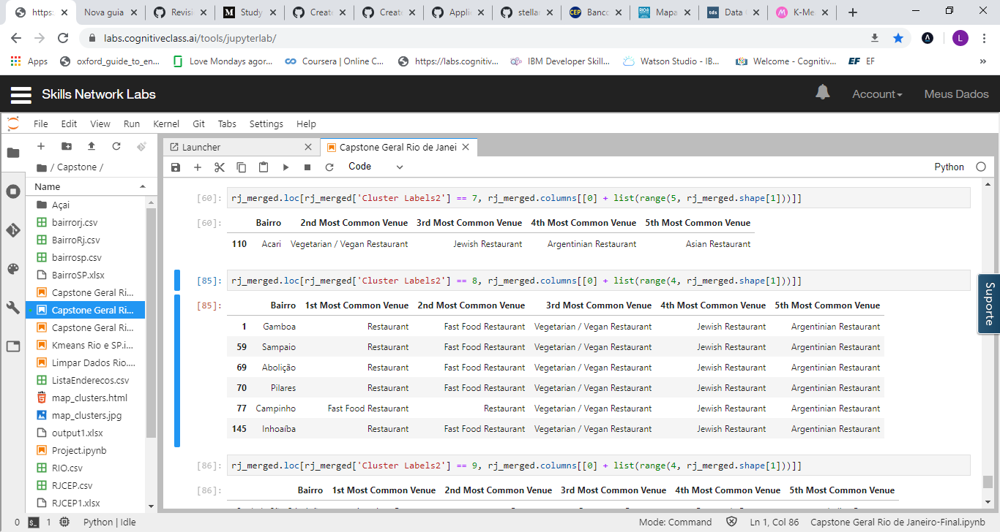 https:
Nova guia
Revisi
Study
Create
Create
Applic
stellar
Banco
Mapa
Data
K-Me
labs.cognitiveclass.ai/tools/jupyterlab/
L
Apps
oxford_guide_to_en...
Love Mondays agor...
Coursera | Online C...
https://labs.cognitiv...
IBM Developer Skill...
Watson Studio - IB...
Welcome - Cognitiv...
EF EF
»
Skills Network Labs
Account
Meus Dados
File Edit View Run Kernel Git Tabs Settings Help
Launcher
Capstone Geral Rio de Janei
/ Capstone /
Code
Python
Name
Açai
bairrorj.csv
BairroRj.csv
bairrosp.csv
BairroSP.xlsx
Capstone Geral Ri...
Capstone Geral Ri...
Capstone Geral Ri...
Kmeans Rio e SP.i...
Limpar Dados Rio....
ListaEnderecos.csv
map_clusters.html
map_clusters.jpg
output1.xlsx
Project.ipynb
RIO.csv
RJCEP.csv
RJCEP1.xlsx
[60]: rj_merged.loc[rj_merged['Cluster Labels2'] == 7, rj_merged.columns[[0] + list(range(5, rj_merged.shape[1]))]]
[60]: Bairro 2nd Most Common Venue 3rd Most Common Venue 4th Most Common Venue 5th Most Common Venue
110 Acari Vegetarian / Vegan Restaurant Jewish Restaurant Argentinian Restaurant Asian Restaurant
[85]: rj_merged.loc[rj_merged['Cluster Labels2'] == 8, rj_merged.columns[[0] + list(range(4, rj_merged.shape[1]))]]
[85]: Bairro 1st Most Common Venue 2nd Most Common Venue 3rd Most Common Venue 4th Most Common Venue 5th Most Common Venue
1 Gamboa Restaurant Fast Food Restaurant Vegetarian / Vegan Restaurant Jewish Restaurant Argentinian Restaurant
59 Sampaio Restaurant Fast Food Restaurant Vegetarian / Vegan Restaurant Jewish Restaurant Argentinian Restaurant
69 Abolição Restaurant Fast Food Restaurant Vegetarian / Vegan Restaurant Jewish Restaurant Argentinian Restaurant
70 Pilares Restaurant Fast Food Restaurant Vegetarian / Vegan Restaurant Jewish Restaurant Argentinian Restaurant
77 Campinho Fast Food Restaurant Restaurant Vegetarian / Vegan Restaurant Jewish Restaurant Argentinian Restaurant
145 Inhoaíba Restaurant Fast Food Restaurant Vegetarian / Vegan Restaurant Jewish Restaurant Argentinian Restaurant
[86]: rj_merged.loc[rj_merged['Cluster Labels2'] == 9, rj_merged.columns[[0] + list(range(4, rj_merged.shape[1]))]]
[86]: Bairro 1st Most Common Venue 2nd Most Common Venue 3rd Most Common Venue 4th Most Common Venue 5th Most Common Venue
Suporte
0 1 Python | Idle
Mode: Command
Ln 1, Col 86
Capstone Geral Rio de Janeiro-Final.ipynb